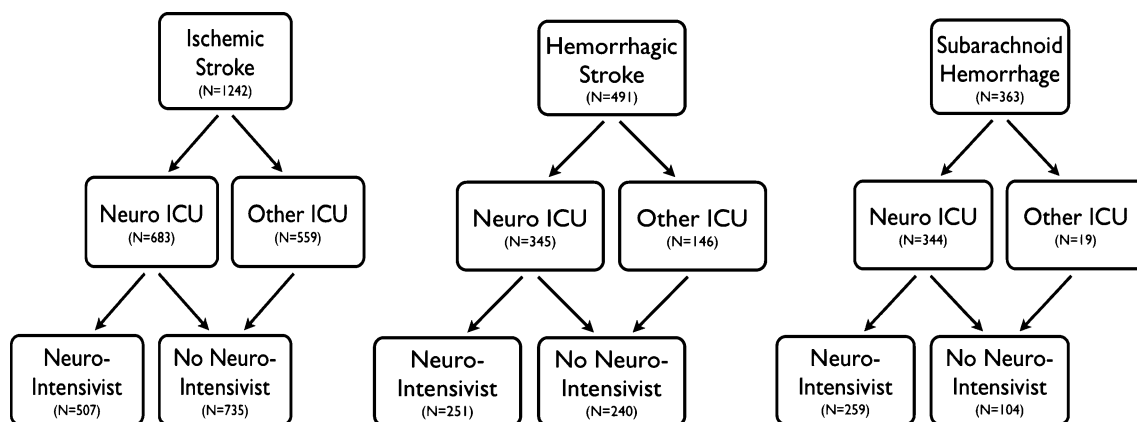 Ischemic
Stroke
(N=1242)
Hemorrhagic
Stroke
(N=491)
Subarachnoid
Hemorrhage
(N=363)
Neuro ICU
(N=683)
Other ICU
(N=559)
Neuro ICU
(N=345)
Other ICU
(N=146)
Neuro ICU
(N=344)
Other ICU
(N=19)
Neuro-
Intensivist
(N=507)
No Neuro-
Intensivist
(N=735)
Neuro-
Intensivist
(N=251)
No Neuro-
Intensivist
(N=240)
Neuro-
Intensivist
(N=259)
No Neuro-
Intensivist
(N=104)